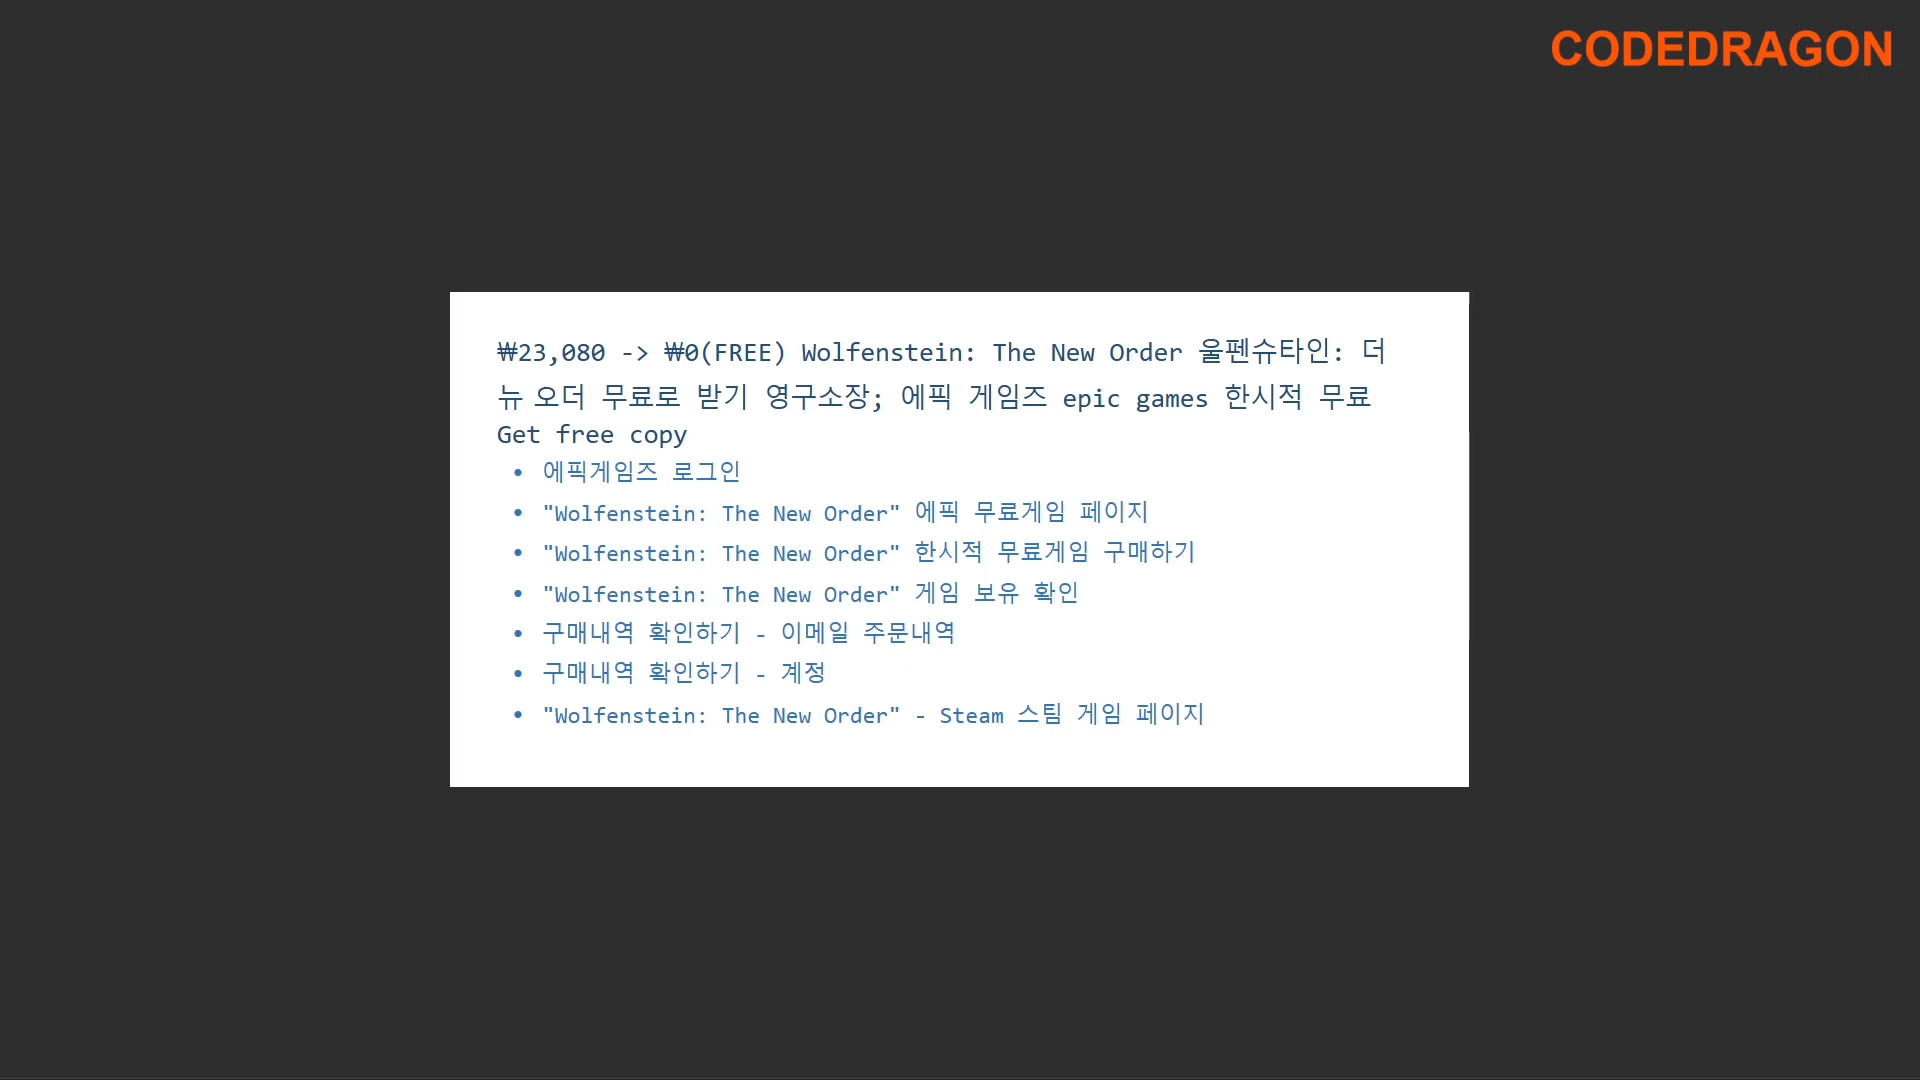 CODEDRAGON
₩23,080 -> ₩0(FREE) Wolfenstein: The New Order 울펜슈타인: 더
뉴 오더 무료로 받기 영구소장; 에픽 게임즈 epic games 한시적 무료
Get free copy
• 에픽게임즈 로그인
• "Wolfenstein: The New Order" 에픽 무료게임 페이지
• "Wolfenstein: The New Order" 한시적 무료게임 구매하기
• "Wolfenstein: The New Order" 게임 보유 확인
• 구매내역 확인하기 - 이메일 주문내역
• 구매내역 확인하기 - 계정
• "Wolfenstein: The New Order" - Steam 스팀 게임 페이지